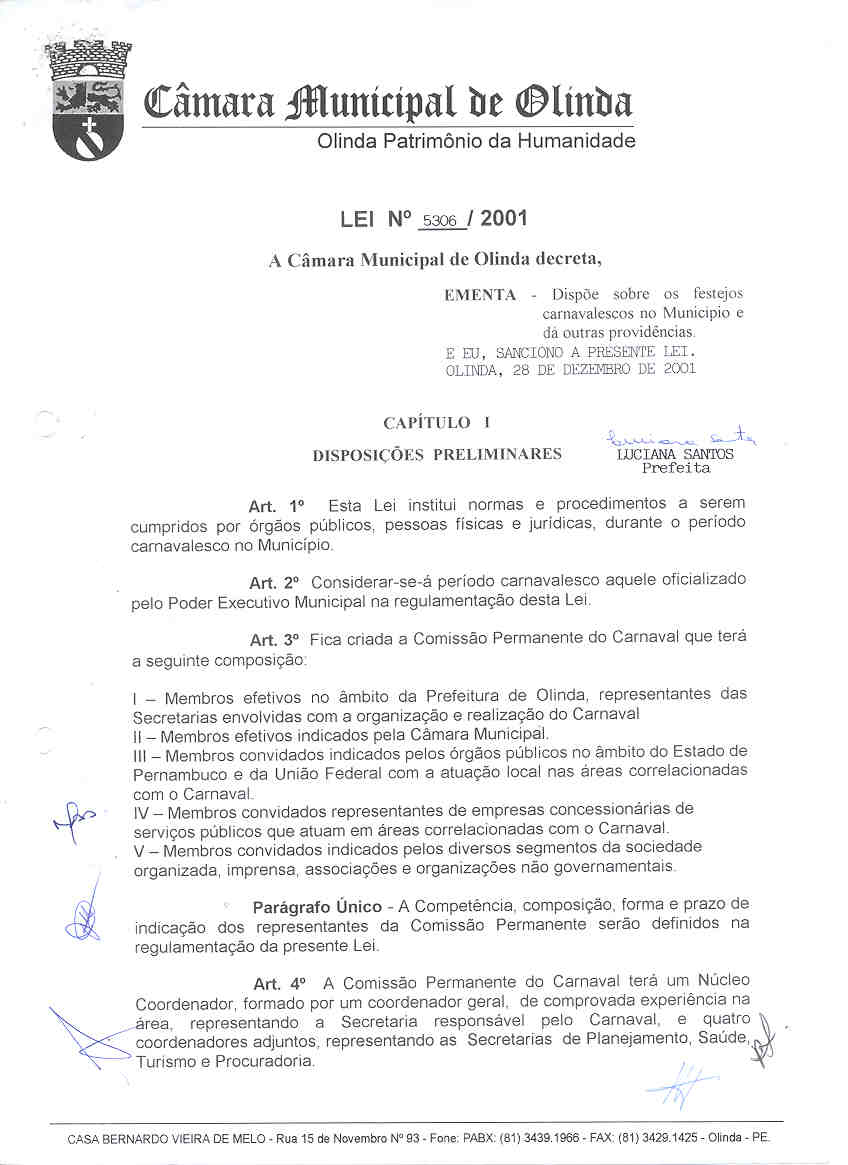 Câmara Municipal de Olinda
Olinda Patrimônio da Humanidade
LEI Nº 5306 / 2001
A Câmara Municipal de Olinda decreta,
EMENTA - Dispõe sobre os festejos
carnavalescos no Município e
dá outras providências.
E EU, SANCIONO A PRESENTE LEI.
OLINDA, 28 DE DEZEMBRO DE 2001
CAPÍTULO I
DISPOSIÇÕES PRELIMINARES
LUCIANA SANTOS
Prefeita
Art. 1º Esta Lei institui normas e procedimentos a serem
cumpridos por órgãos públicos, pessoas físicas e jurídicas, durante o período
carnavalesco no Município.
Art. 2º Considerar-se-á período carnavalesco aquele oficializado
pelo Poder Executivo Municipal na regulamentação desta Lei.
Art. 3º Fica criada a Comissão Permanente do Carnaval que terá
a seguinte composição:
I – Membros efetivos no âmbito da Prefeitura de Olinda, representantes das
Secretarias envolvidas com a organização e realização do Carnaval
II – Membros efetivos indicados pela Câmara Municipal.
III – Membros convidados indicados pelos órgãos públicos no âmbito do Estado de
Pernambuco e da União Federal com a atuação local nas áreas correlacionadas
com o Carnaval.
IV – Membros convidados representantes de empresas concessionárias de
serviços públicos que atuam em áreas correlacionadas com o Carnaval.
V – Membros convidados indicados pelos diversos segmentos da sociedade
organizada, imprensa, associações e organizações não governamentais.
Parágrafo Único - A Competência, composição, forma e prazo de
indicação dos representantes da Comissão Permanente serão definidos na
regulamentação da presente Lei.
Art. 4º A Comissão Permanente do Carnaval terá um Núcleo
Coordenador, formado por um coordenador geral, de comprovada experiência na
área, representando a Secretaria responsável pelo Carnaval, e quatro
coordenadores adjuntos, representando as Secretarias de Planejamento, Saúde,
Turismo e Procuradoria.
CASA BERNARDO VIEIRA DE MELO - Rua 15 de Novembro Nº 93 - Fone: PABX: (81) 3439.1966 - FAX: (81) 3429.1425 - Olinda - PE.